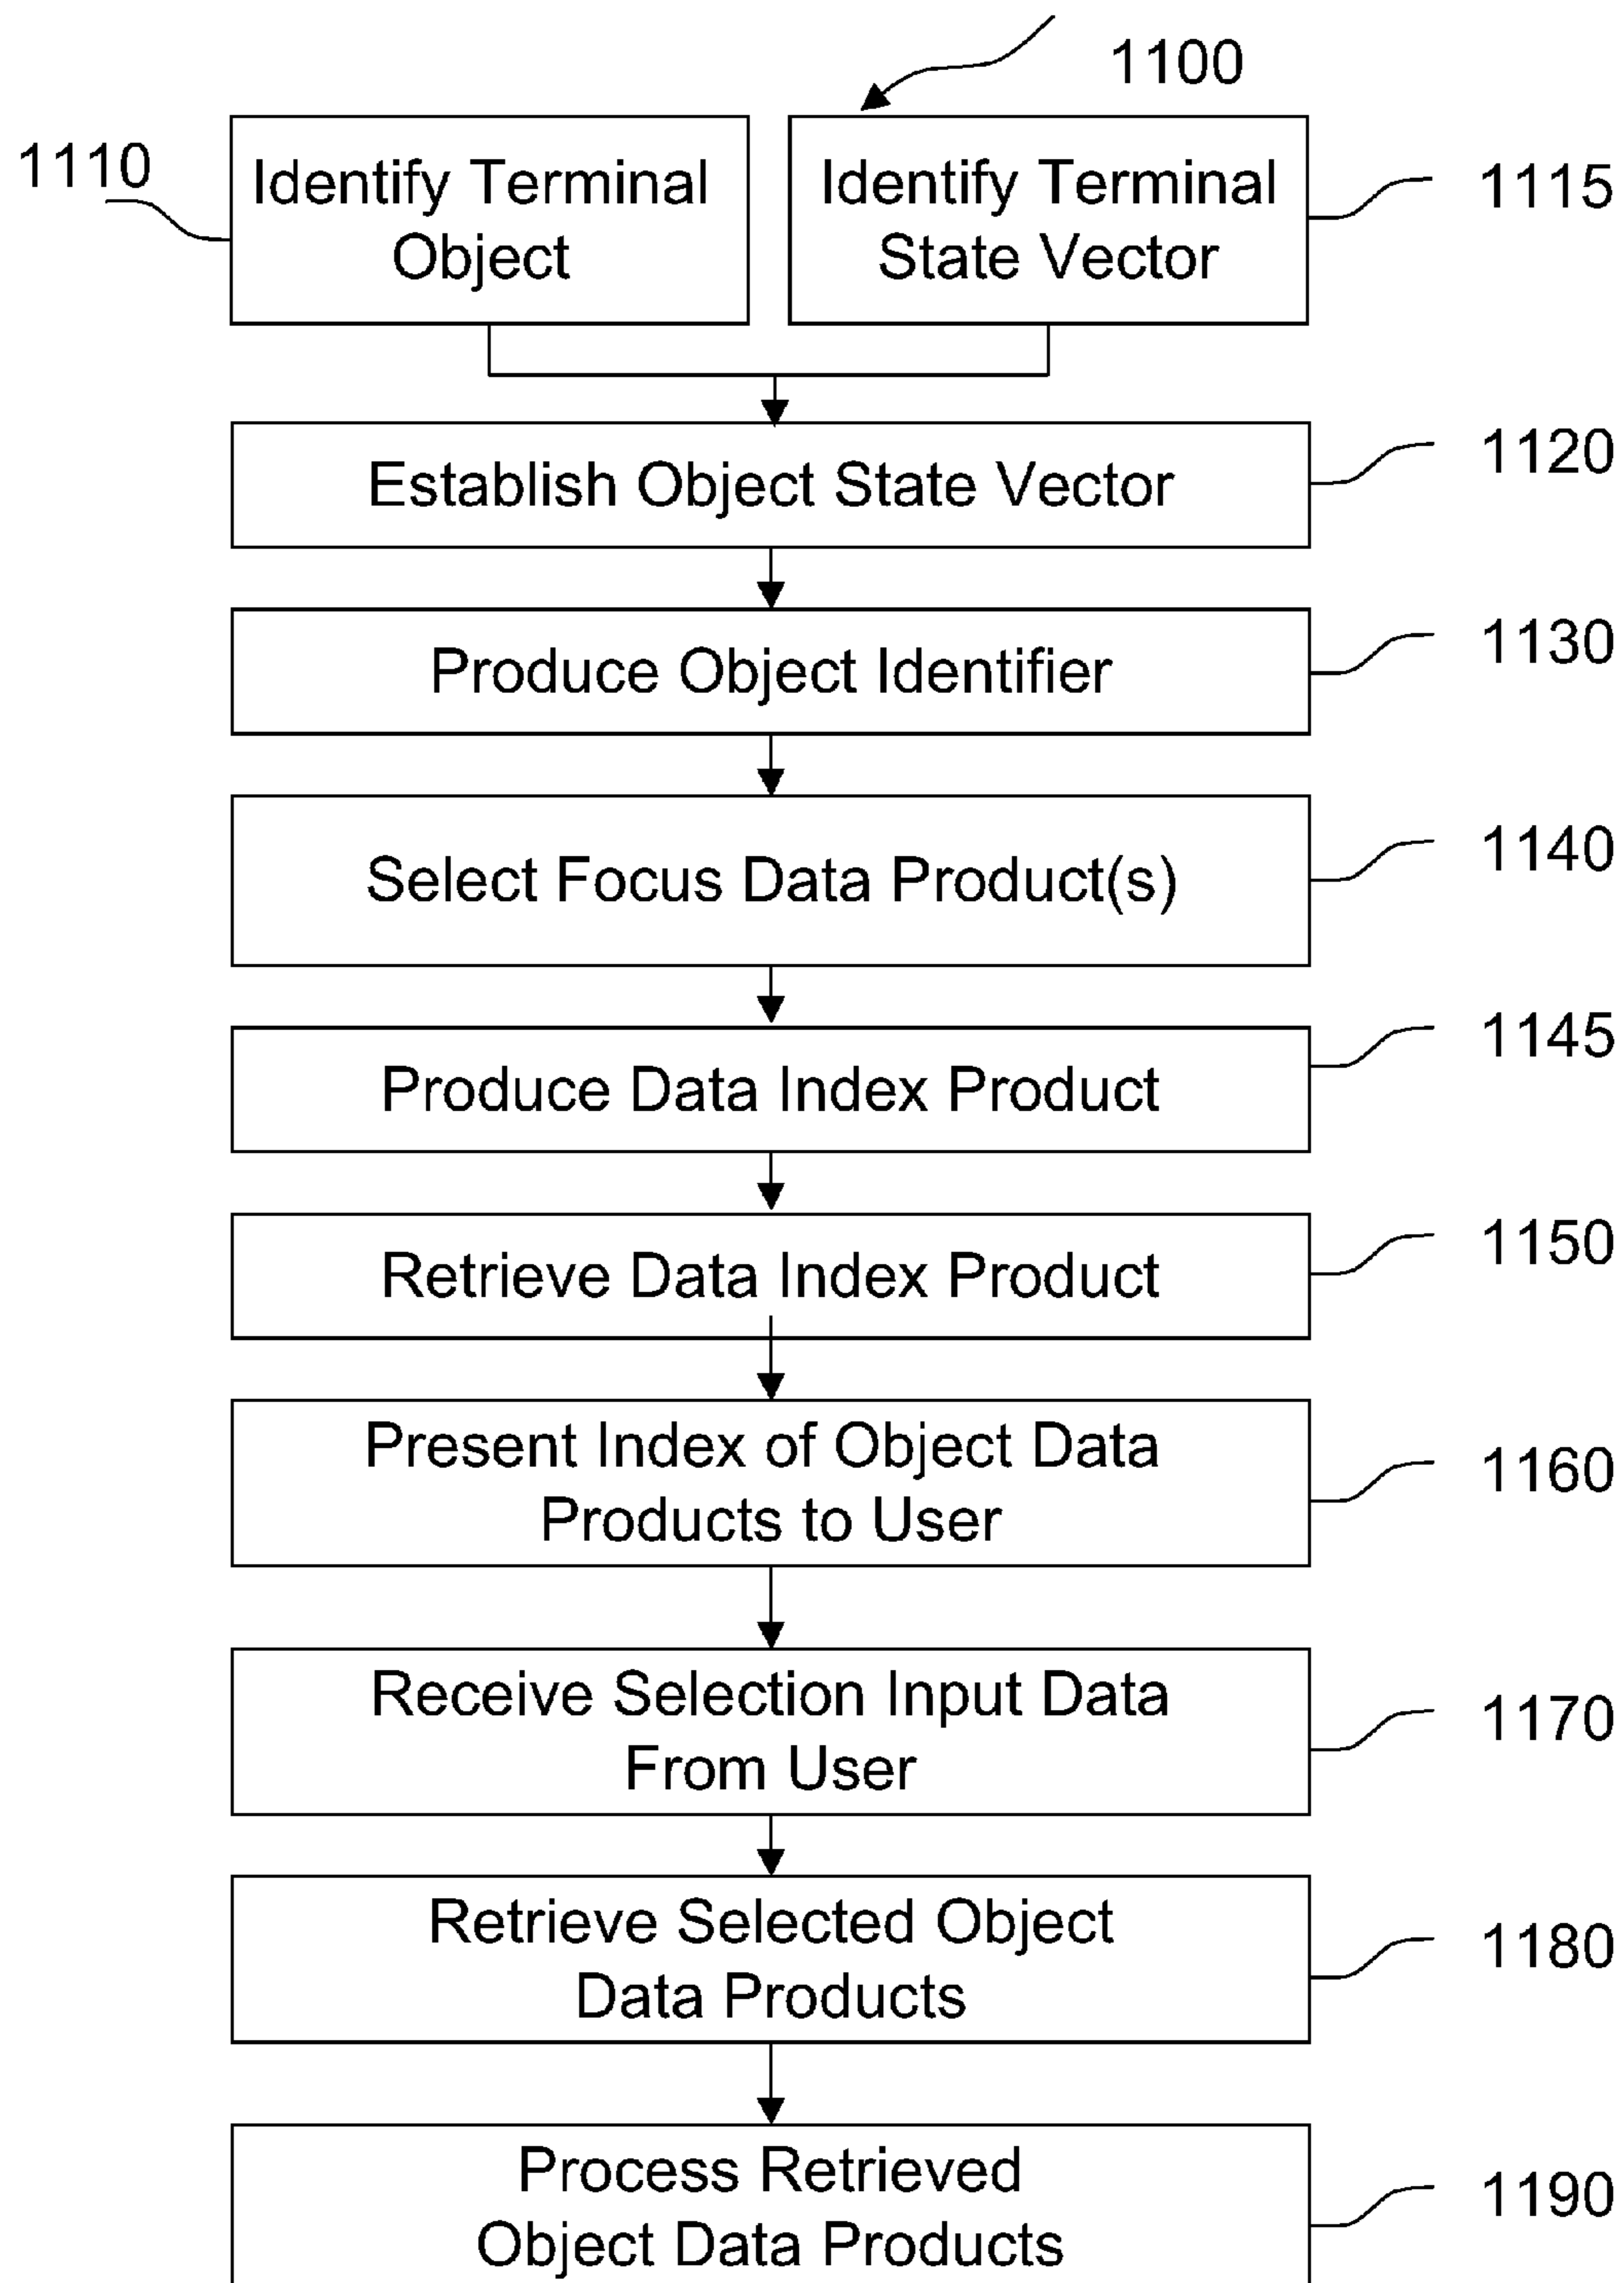 1100
1110
Identify Terminal
Object
Identify Terminal
State Vector
1115
Establish Object State Vector
1120
Produce Object Identifier
1130
Select Focus Data Product(s)
1140
Produce Data Index Product
1145
Retrieve Data Index Product
1150
Present Index of Object Data
Products to User
1160
Receive Selection Input Data
From User
1170
Retrieve Selected Object
Data Products
1180
Process Retrieved
Object Data Products
1190